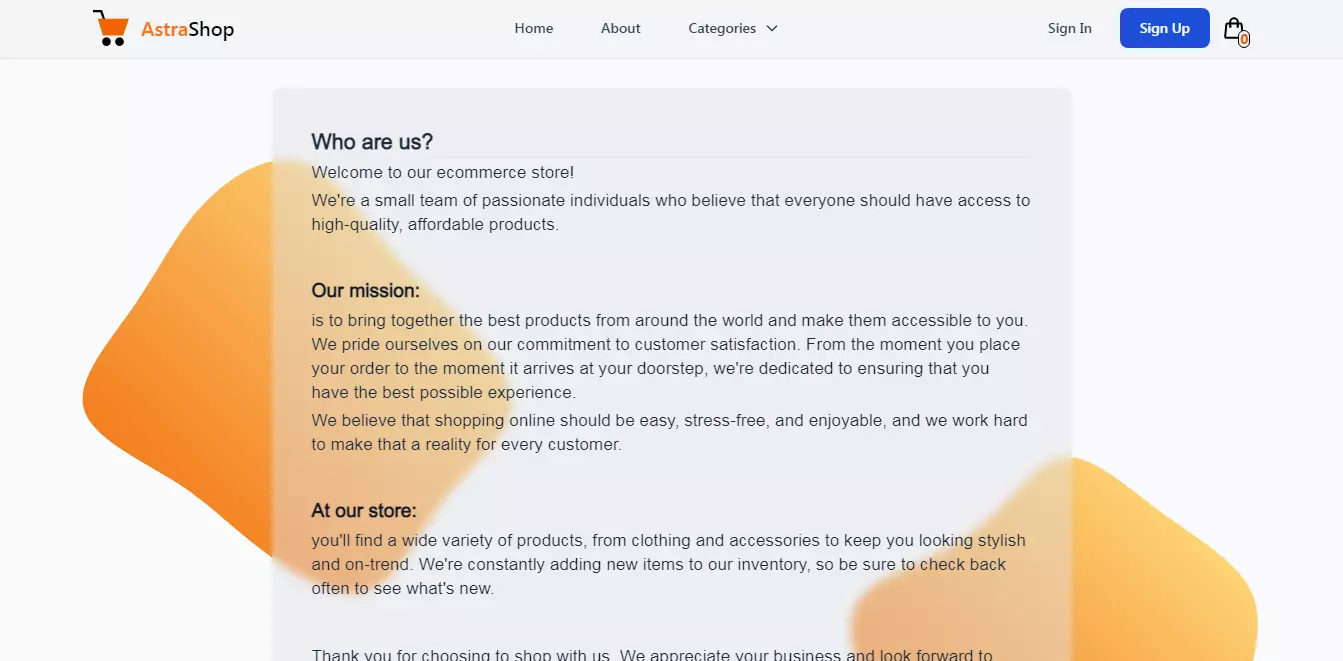 AstraShop
Home
About
Categories
Sign In
Sign Up
0
Who are us?
Welcome to our ecommerce store!
We're a small team of passionate individuals who believe that everyone should have access to
high-quality, affordable products.
Our mission:
is to bring together the best products from around the world and make them accessible to you.
We pride ourselves on our commitment to customer satisfaction. From the moment you place
your order to the moment it arrives at your doorstep, we're dedicated to ensuring that you
have the best possible experience.
We believe that shopping online should be easy, stress-free, and enjoyable, and we work hard
to make that a reality for every customer.
At our store:
you'll find a wide variety of products, from clothing and accessories to keep you looking stylish
and on-trend. We're constantly adding new items to our inventory, so be sure to check back
often to see what's new.
Thank you for choosing to shop with us. We appreciate your business and look forward to